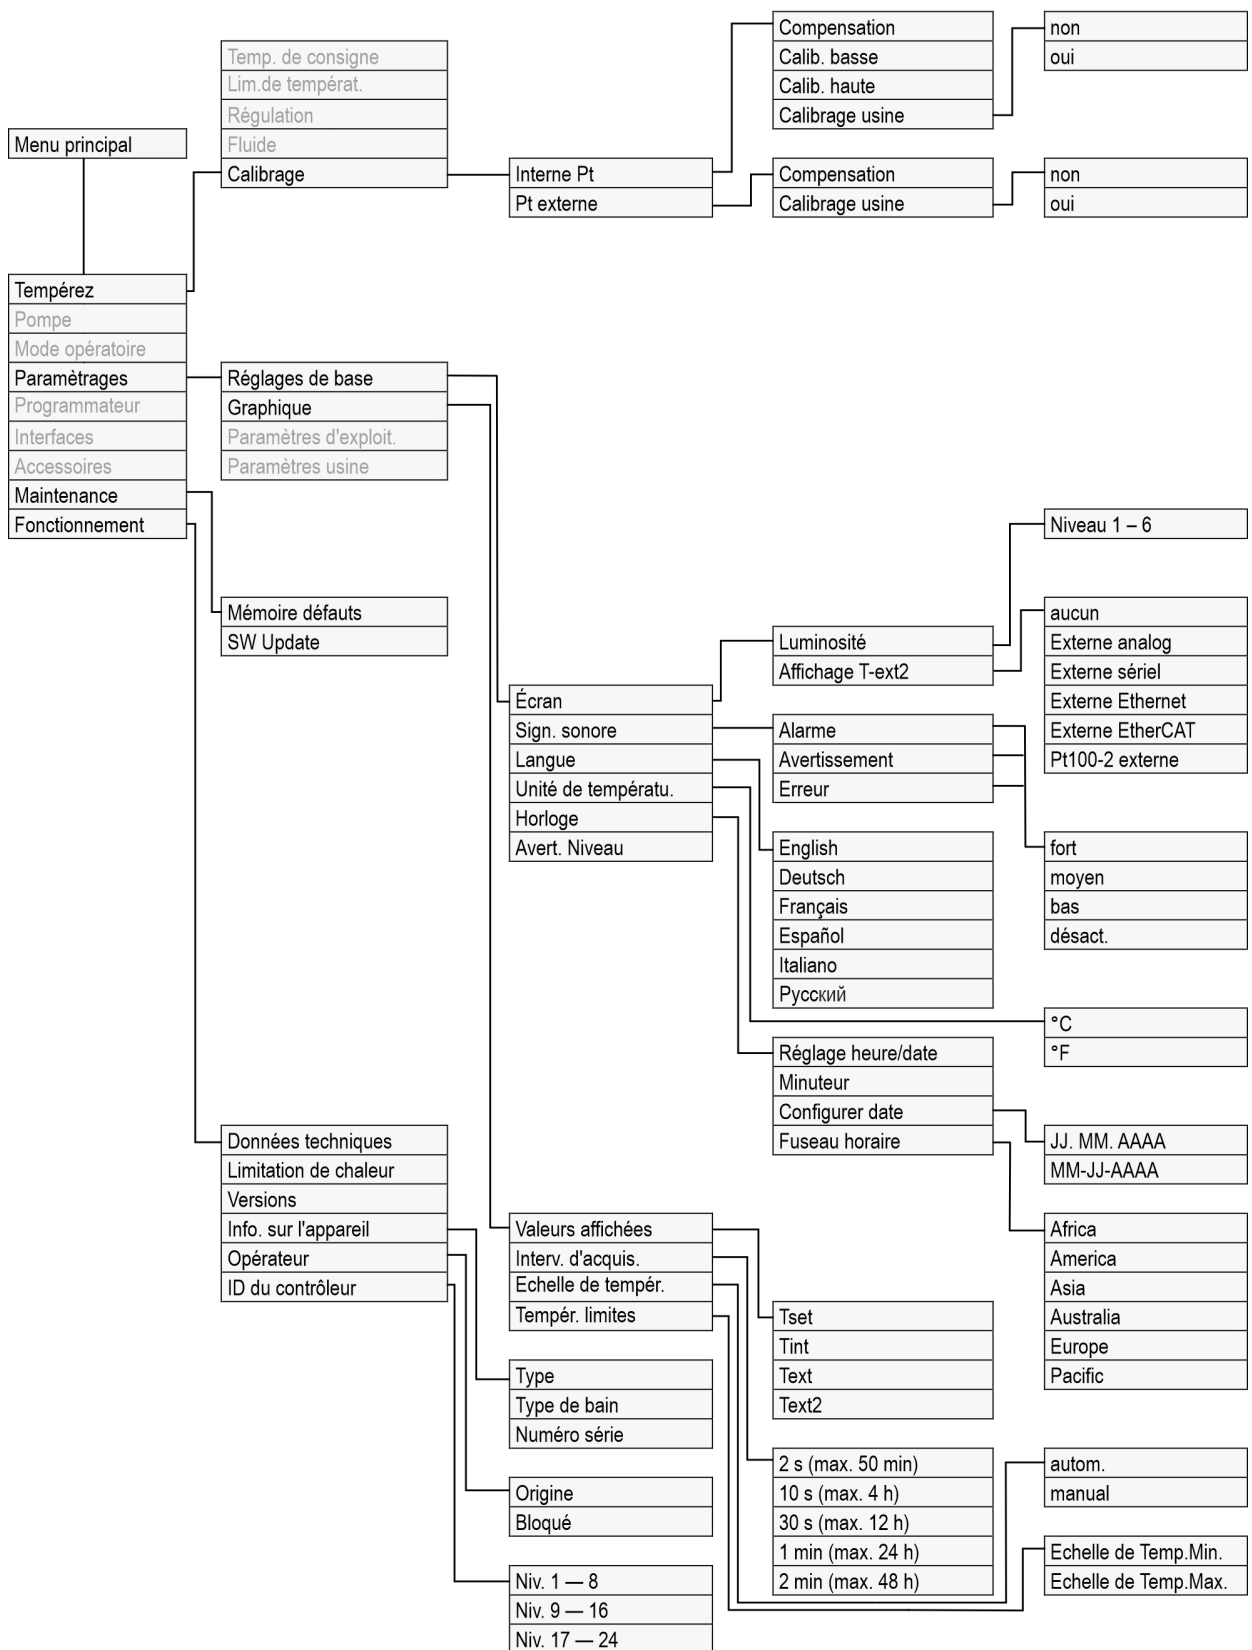 Menu principal
Tempérez
Pompe
Mode opératoire
Paramètrages
Programmateur
Interfaces
Accessoires
Maintenance
Fonctionnement
Temp. de consigne
Lim.de températ.
Régulation
Fluide
Calibrage
Interne Pt
Pt externe
Compensation
Calib. basse
Calib. haute
Calibrage usine
non
oui
Compensation
Calibrage usine
non
oui
Réglages de base
Graphique
Paramètres d'exploit.
Paramètres usine
Mémoire défauts
SW Update
Écran
Sign. sonore
Langue
Unité de températu.
Horloge
Avert. Niveau
Luminosité
Affichage T-ext2
Niveau 1 – 6
aucun
Externe analog
Externe sériel
Externe Ethernet
Externe EtherCAT
Pt100-2 externe
Alarme
Avertissement
Erreur
fort
moyen
bas
désact.
English
Deutsch
Français
Español
Italiano
Русский
°C
°F
Réglage heure/date
Minuteur
Configurer date
Fuseau horaire
JJ. MM. AAAA
MM-JJ-AAAA
Africa
America
Asia
Australia
Europe
Pacific
Données techniques
Limitation de chaleur
Versions
Info. sur l'appareil
Opérateur
ID du contrôleur
Valeurs affichées
Interv. d'acquis.
Echelle de tempér.
Tempér. limites
Tset
Tint
Text
Text2
2 s (max. 50 min)
10 s (max. 4 h)
30 s (max. 12 h)
1 min (max. 24 h)
2 min (max. 48 h)
autom.
manual
Echelle de Temp.Min.
Echelle de Temp.Max.
Type
Type de bain
Numéro série
Origine
Bloqué
Niv. 1 — 8
Niv. 9 — 16
Niv. 17 — 24